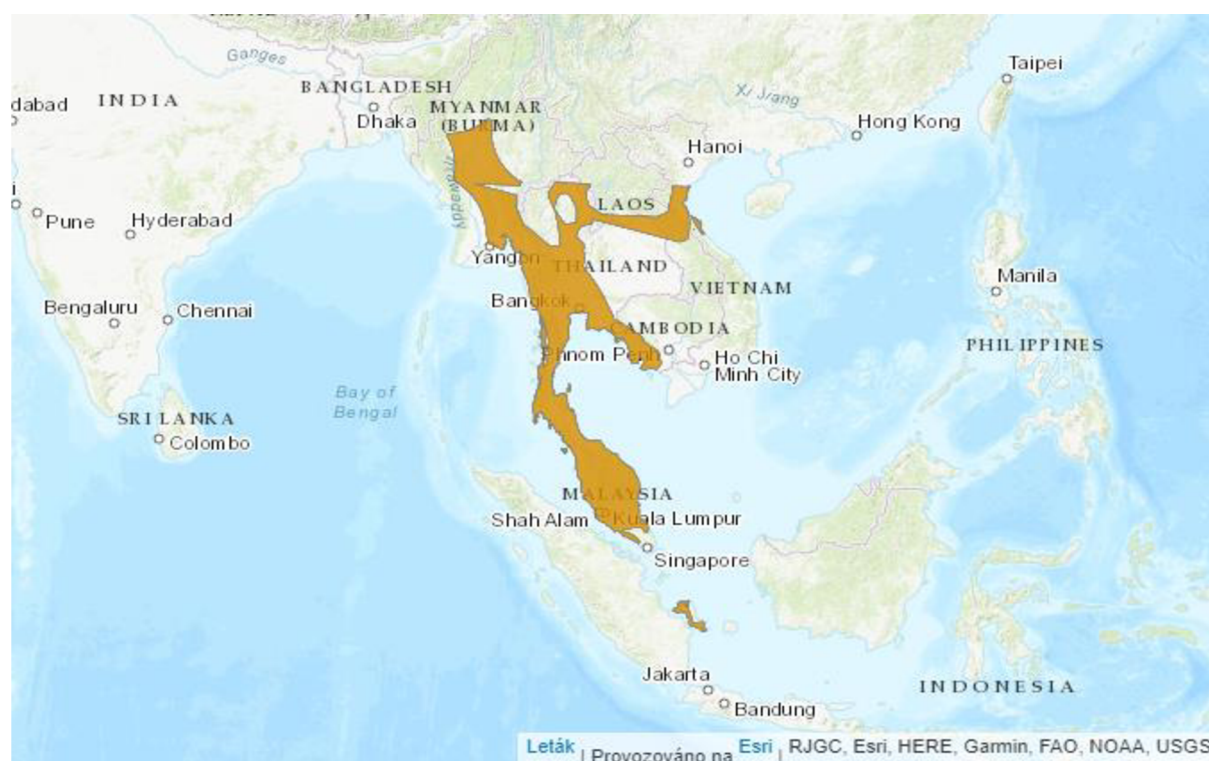 Taipei
Ganges
BANGLADESH
Xi Jiang
dabad
INDIA
MYANMAR
Dhaka
(BURMA)
Hong Kong
Hanoi
Irrawaddy
LAOS
Pune
Hyderabad
Yangon
THAILAND
Manila
VIETNAM
Bengaluru
Chennai
Bangkok
CAMBODIA
PHILIPPINES
Phnom Penh
Ho Chi
Minh City
Bay of
Bengal
SRI LANKA
Colombo
MALAYSIA
Shah Alam
Kuala Lumpur
Singapore
Jakarta
INDONESIA
Bandung
Leták | Provozováno na Esri | RJGC, Esri, HERE, Garmin, FAO, NOAA, USGS